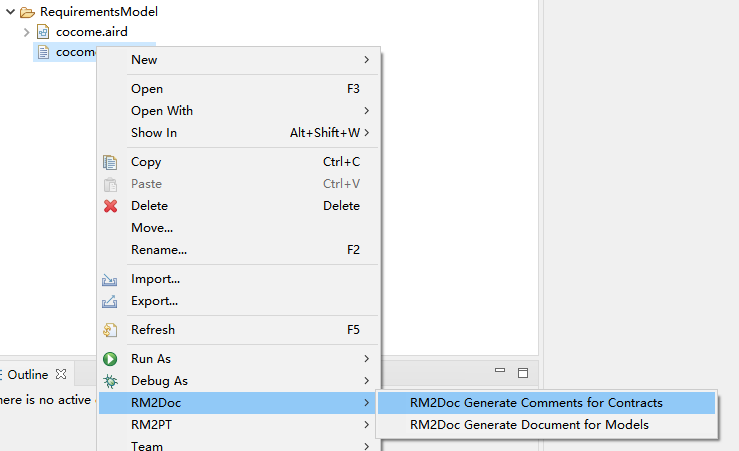 RequirementsModel
cocome.aird
cocome
New
Open F3
Open With
Show In Alt+Shift+W
Copy Ctrl+C
Paste Ctrl+V
Delete Delete
Move...
Rename... F2
Import...
Export...
Refresh F5
Run As
Debug As
RM2Doc
RM2PT
Team
RM2Doc Generate Comments for Contracts
RM2Doc Generate Document for Models
Outline
here is no active